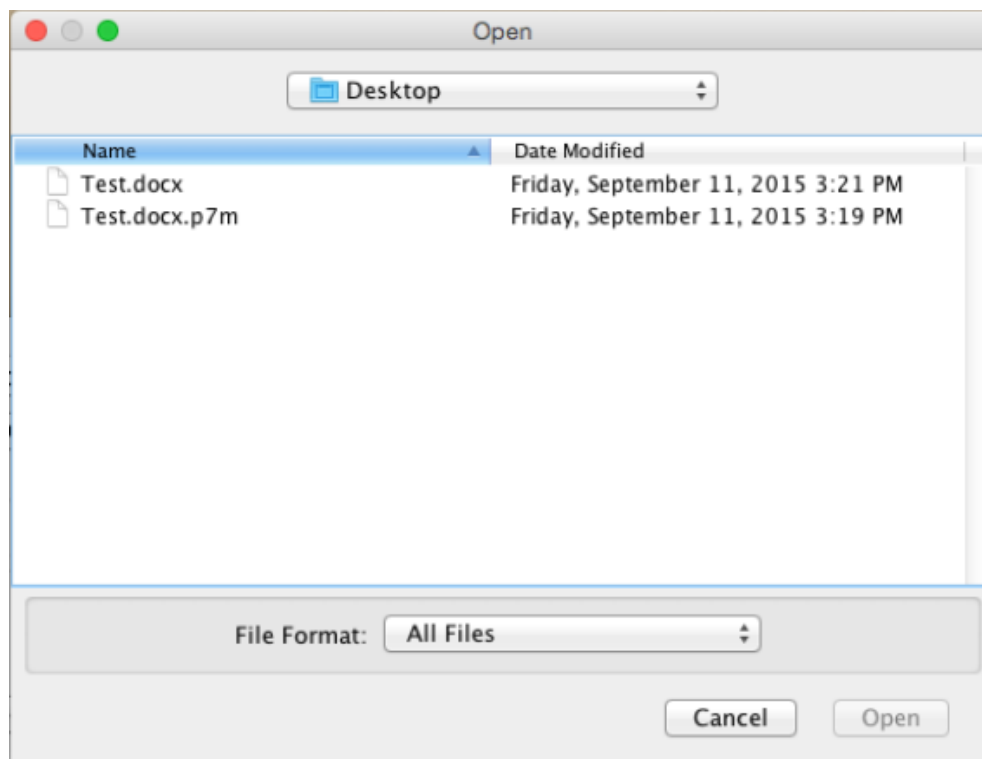 Open
Desktop
Name Date Modified
Test.docx Friday, September 11, 2015 3:21 PM
Test.docx.p7m Friday, September 11, 2015 3:19 PM
File Format: All Files
Cancel Open